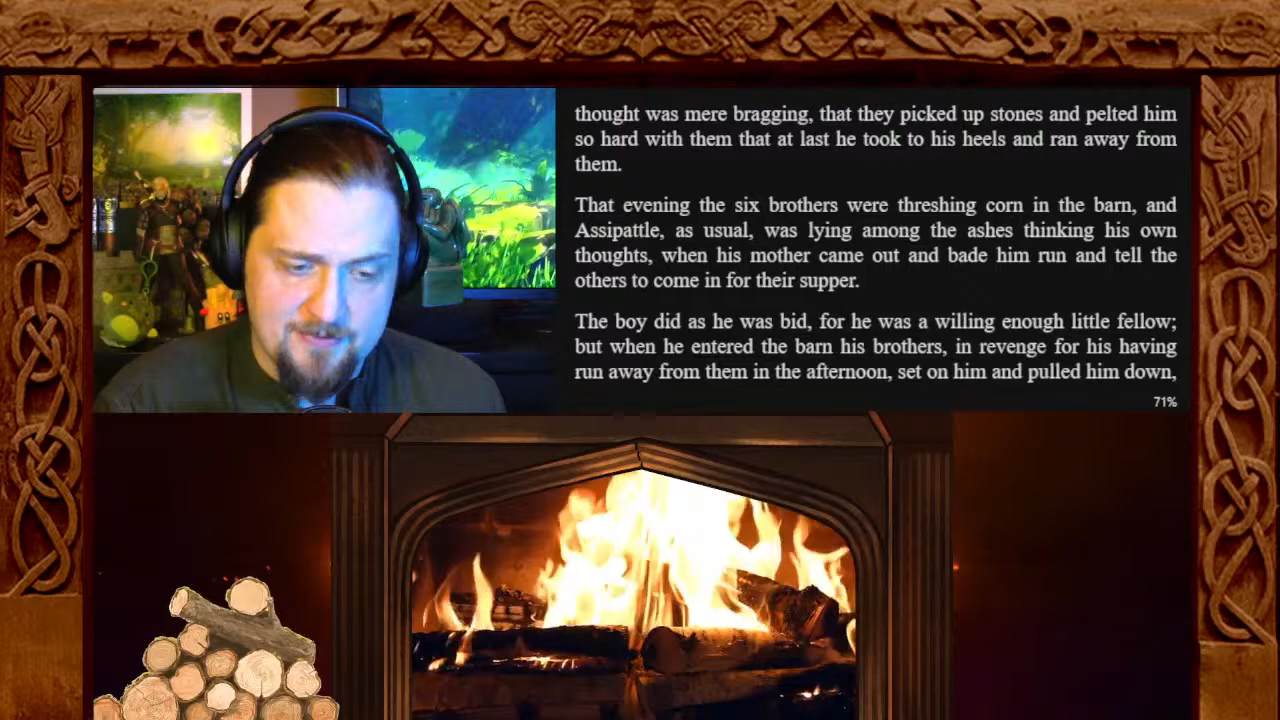 thought was mere bragging, that they picked up stones and pelted him
so hard with them that at last he took to his heels and ran away from
them.
That evening the six brothers were threshing corn in the barn, and
Assipattle, as usual, was lying among the ashes thinking his own
thoughts, when his mother came out and bade him run and tell the
others to come in for their supper.
The boy did as he was bid, for he was a willing enough little fellow;
but when he entered the barn his brothers, in revenge for his having
run away from them in the afternoon, set on him and pulled him down,
71%